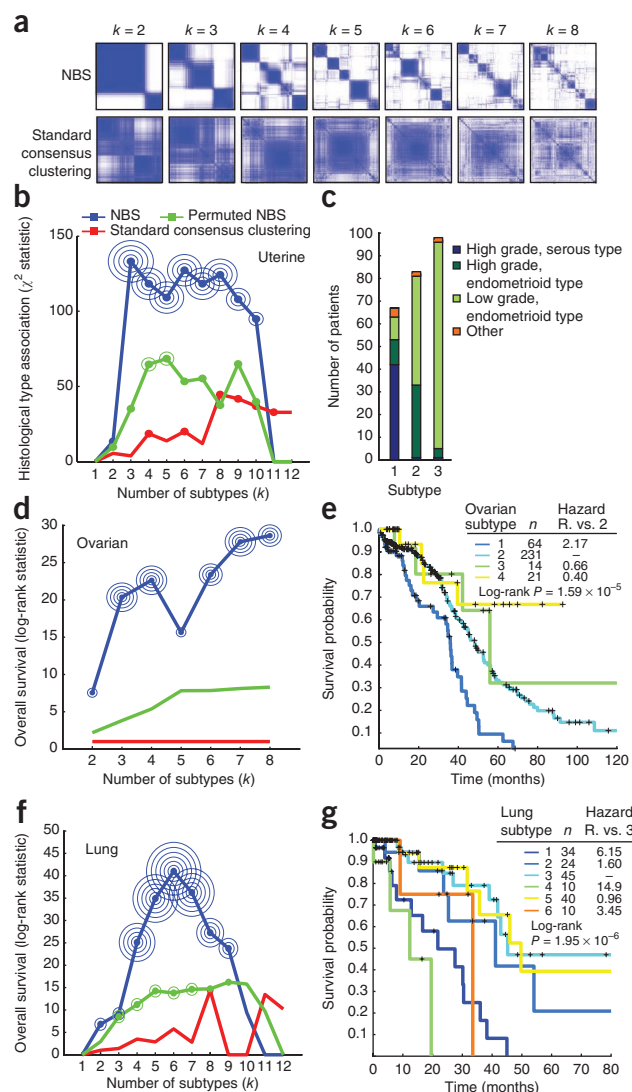 a
k = 2 k = 3 k = 4 k = 5 k = 6 k = 7 k = 8
NBS
Standard
consensus
clustering
b
NBS Permuted NBS
Standard consensus clustering
Uterine
Histological type association (χ² statistic)
150
100
50
0
1 2 3 4 5 6 7 8 9 10 11 12
Number of subtypes (k)
c
High grade, serous type
High grade,
endometrioid type
Low grade,
endometrioid type
Other
Number of patients
100
90
80
70
60
50
40
30
20
10
0
1 2 3
Subtype
d
Ovarian
Overall survival (log-rank statistic)
30
25
20
15
10
5
0
2 3 4 5 6 7 8
Number of subtypes (k)
e
Ovarian Hazard
subtype n R. vs. 2
1 64 2.17
2 231 –
3 14 0.66
4 21 0.40
Log-rank P = 1.59 × 10⁻⁵
Survival probability
1.0
0.9
0.8
0.7
0.6
0.5
0.4
0.3
0.2
0.1
0 20 40 60 80 100 120
Time (months)
f
Lung
Overall survival (log-rank statistic)
50
45
40
35
30
25
20
15
10
5
0
1 2 3 4 5 6 7 8 9 10 11 12
Number of subtypes (k)
g
Lung Hazard
subtype n R. vs. 3
1 34 6.15
2 24 1.60
3 45 –
4 10 14.9
5 40 0.96
6 10 3.45
Log-rank
P = 1.95 × 10⁻⁶
Survival probability
1.0
0.9
0.8
0.7
0.6
0.5
0.4
0.3
0.2
0.1
0 10 20 30 40 50 60 70 80
Time (months)